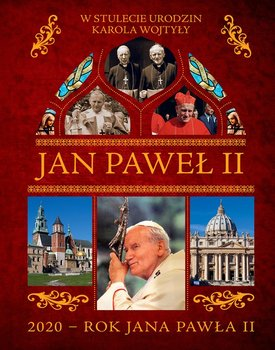 W STULECIE URODZIN
KAROLA WOJTYŁY
JAN PAWEŁ II
2020 – ROK JANA PAWŁA II